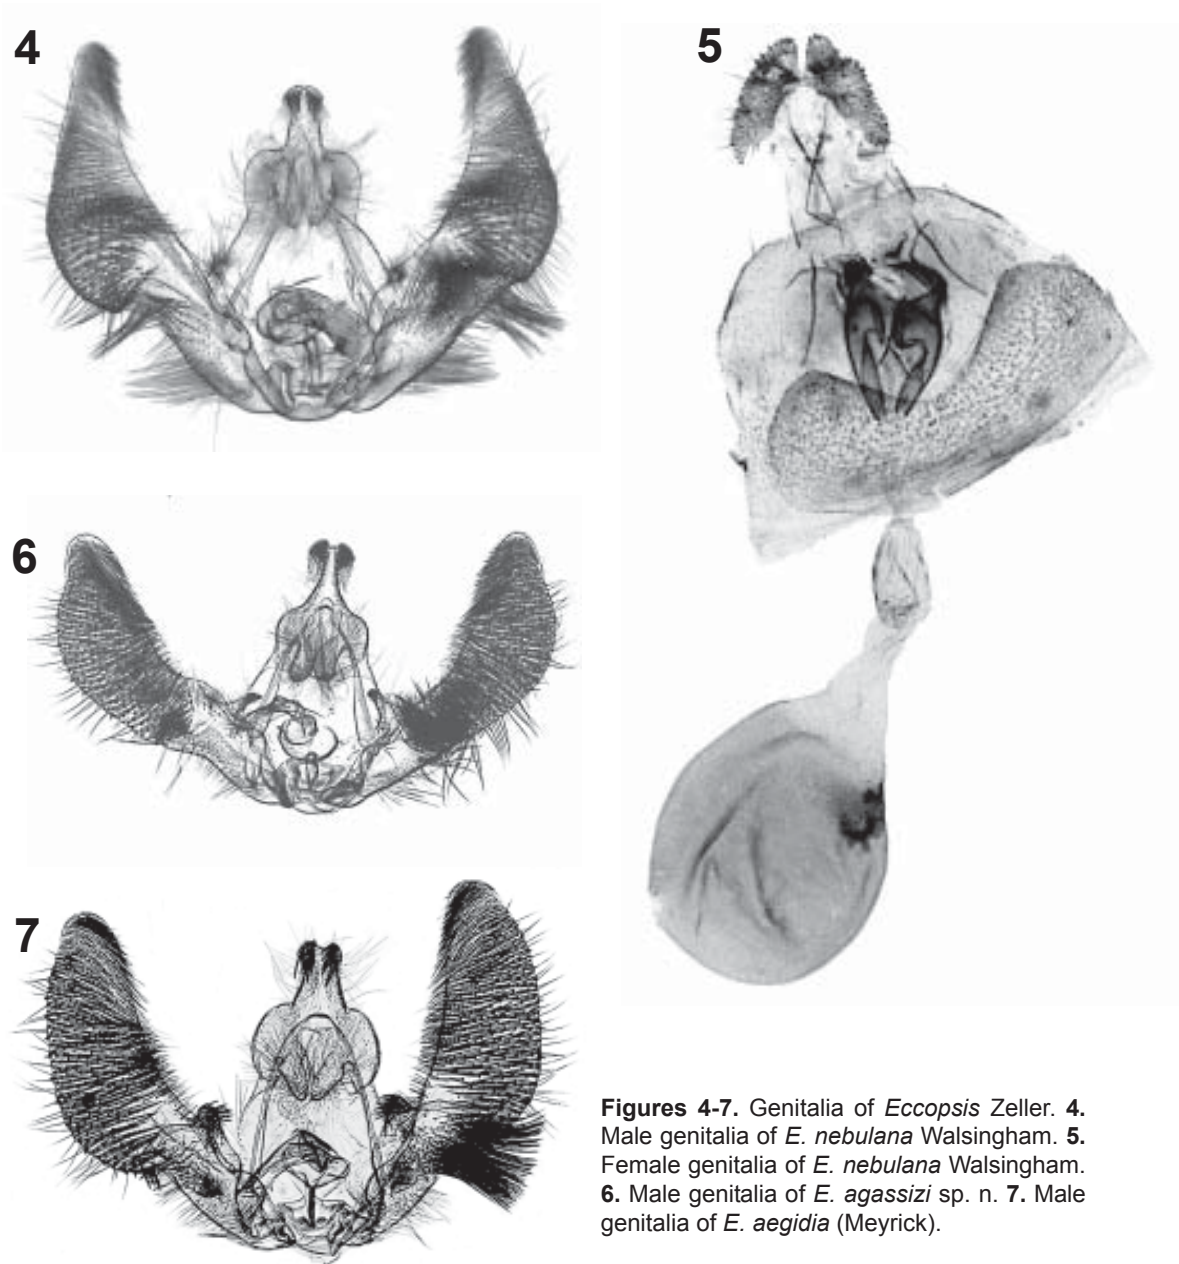 4
5
6
7
Figures 4-7. Genitalia of Eccopsis Zeller. 4.
Male genitalia of E. nebulana Walsingham. 5.
Female genitalia of E. nebulana Walsingham.
6. Male genitalia of E. agassizi sp. n. 7. Male
genitalia of E. aegidia (Meyrick).